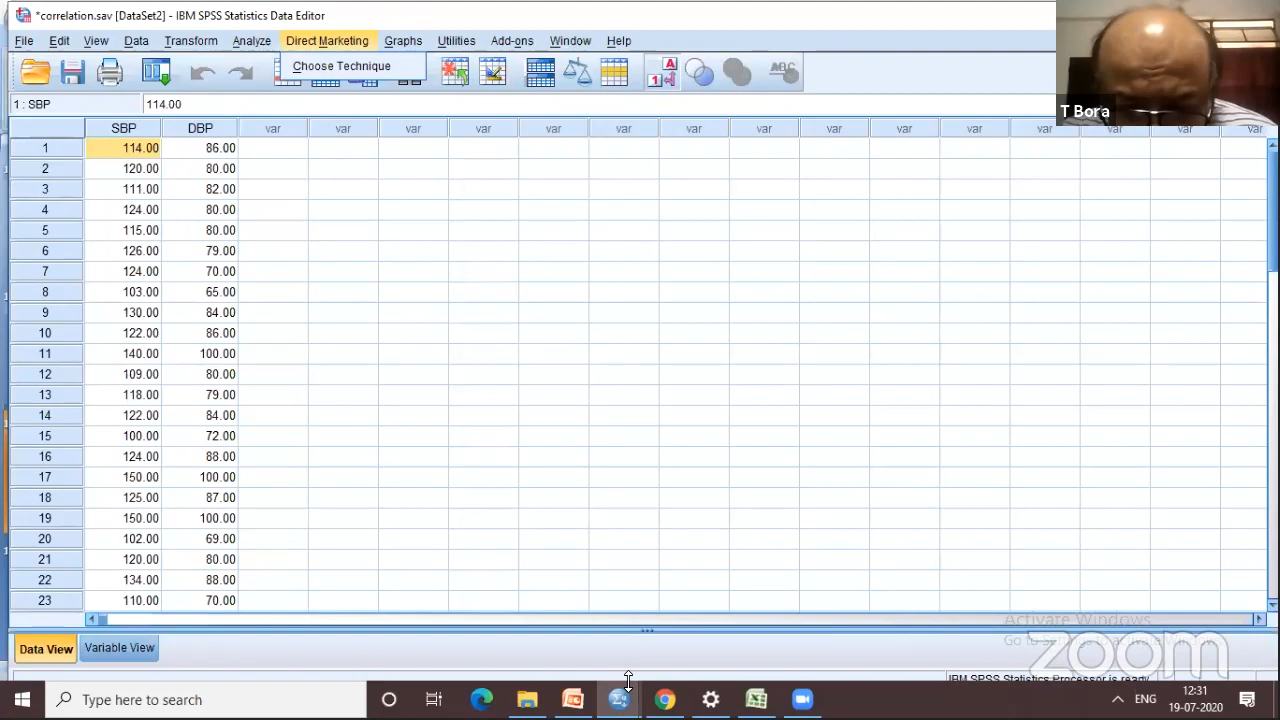 *correlation.sav [DataSet2] - IBM SPSS Statistics Data Editor
File Edit View Data Transform Analyze Direct Marketing Graphs Utilities Add-ons Window Help
Choose Technique
T Bora
1 : SBP 114.00
SBP DBP var var var var var var var var var var var var var var var
1 114.00 86.00
2 120.00 80.00
3 111.00 82.00
4 124.00 80.00
5 115.00 80.00
6 126.00 79.00
7 124.00 70.00
8 103.00 65.00
9 130.00 84.00
10 122.00 86.00
11 140.00 100.00
12 109.00 80.00
13 118.00 79.00
14 122.00 84.00
15 100.00 72.00
16 124.00 88.00
17 150.00 100.00
18 125.00 87.00
19 150.00 100.00
20 102.00 69.00
21 120.00 80.00
22 134.00 88.00
23 110.00 70.00
Activate Windows
Go to Settings to activate
zoom
Data View Variable View
IBM SPSS Statistics Processor is ready
Type here to search
ENG
12:31
19-07-2020